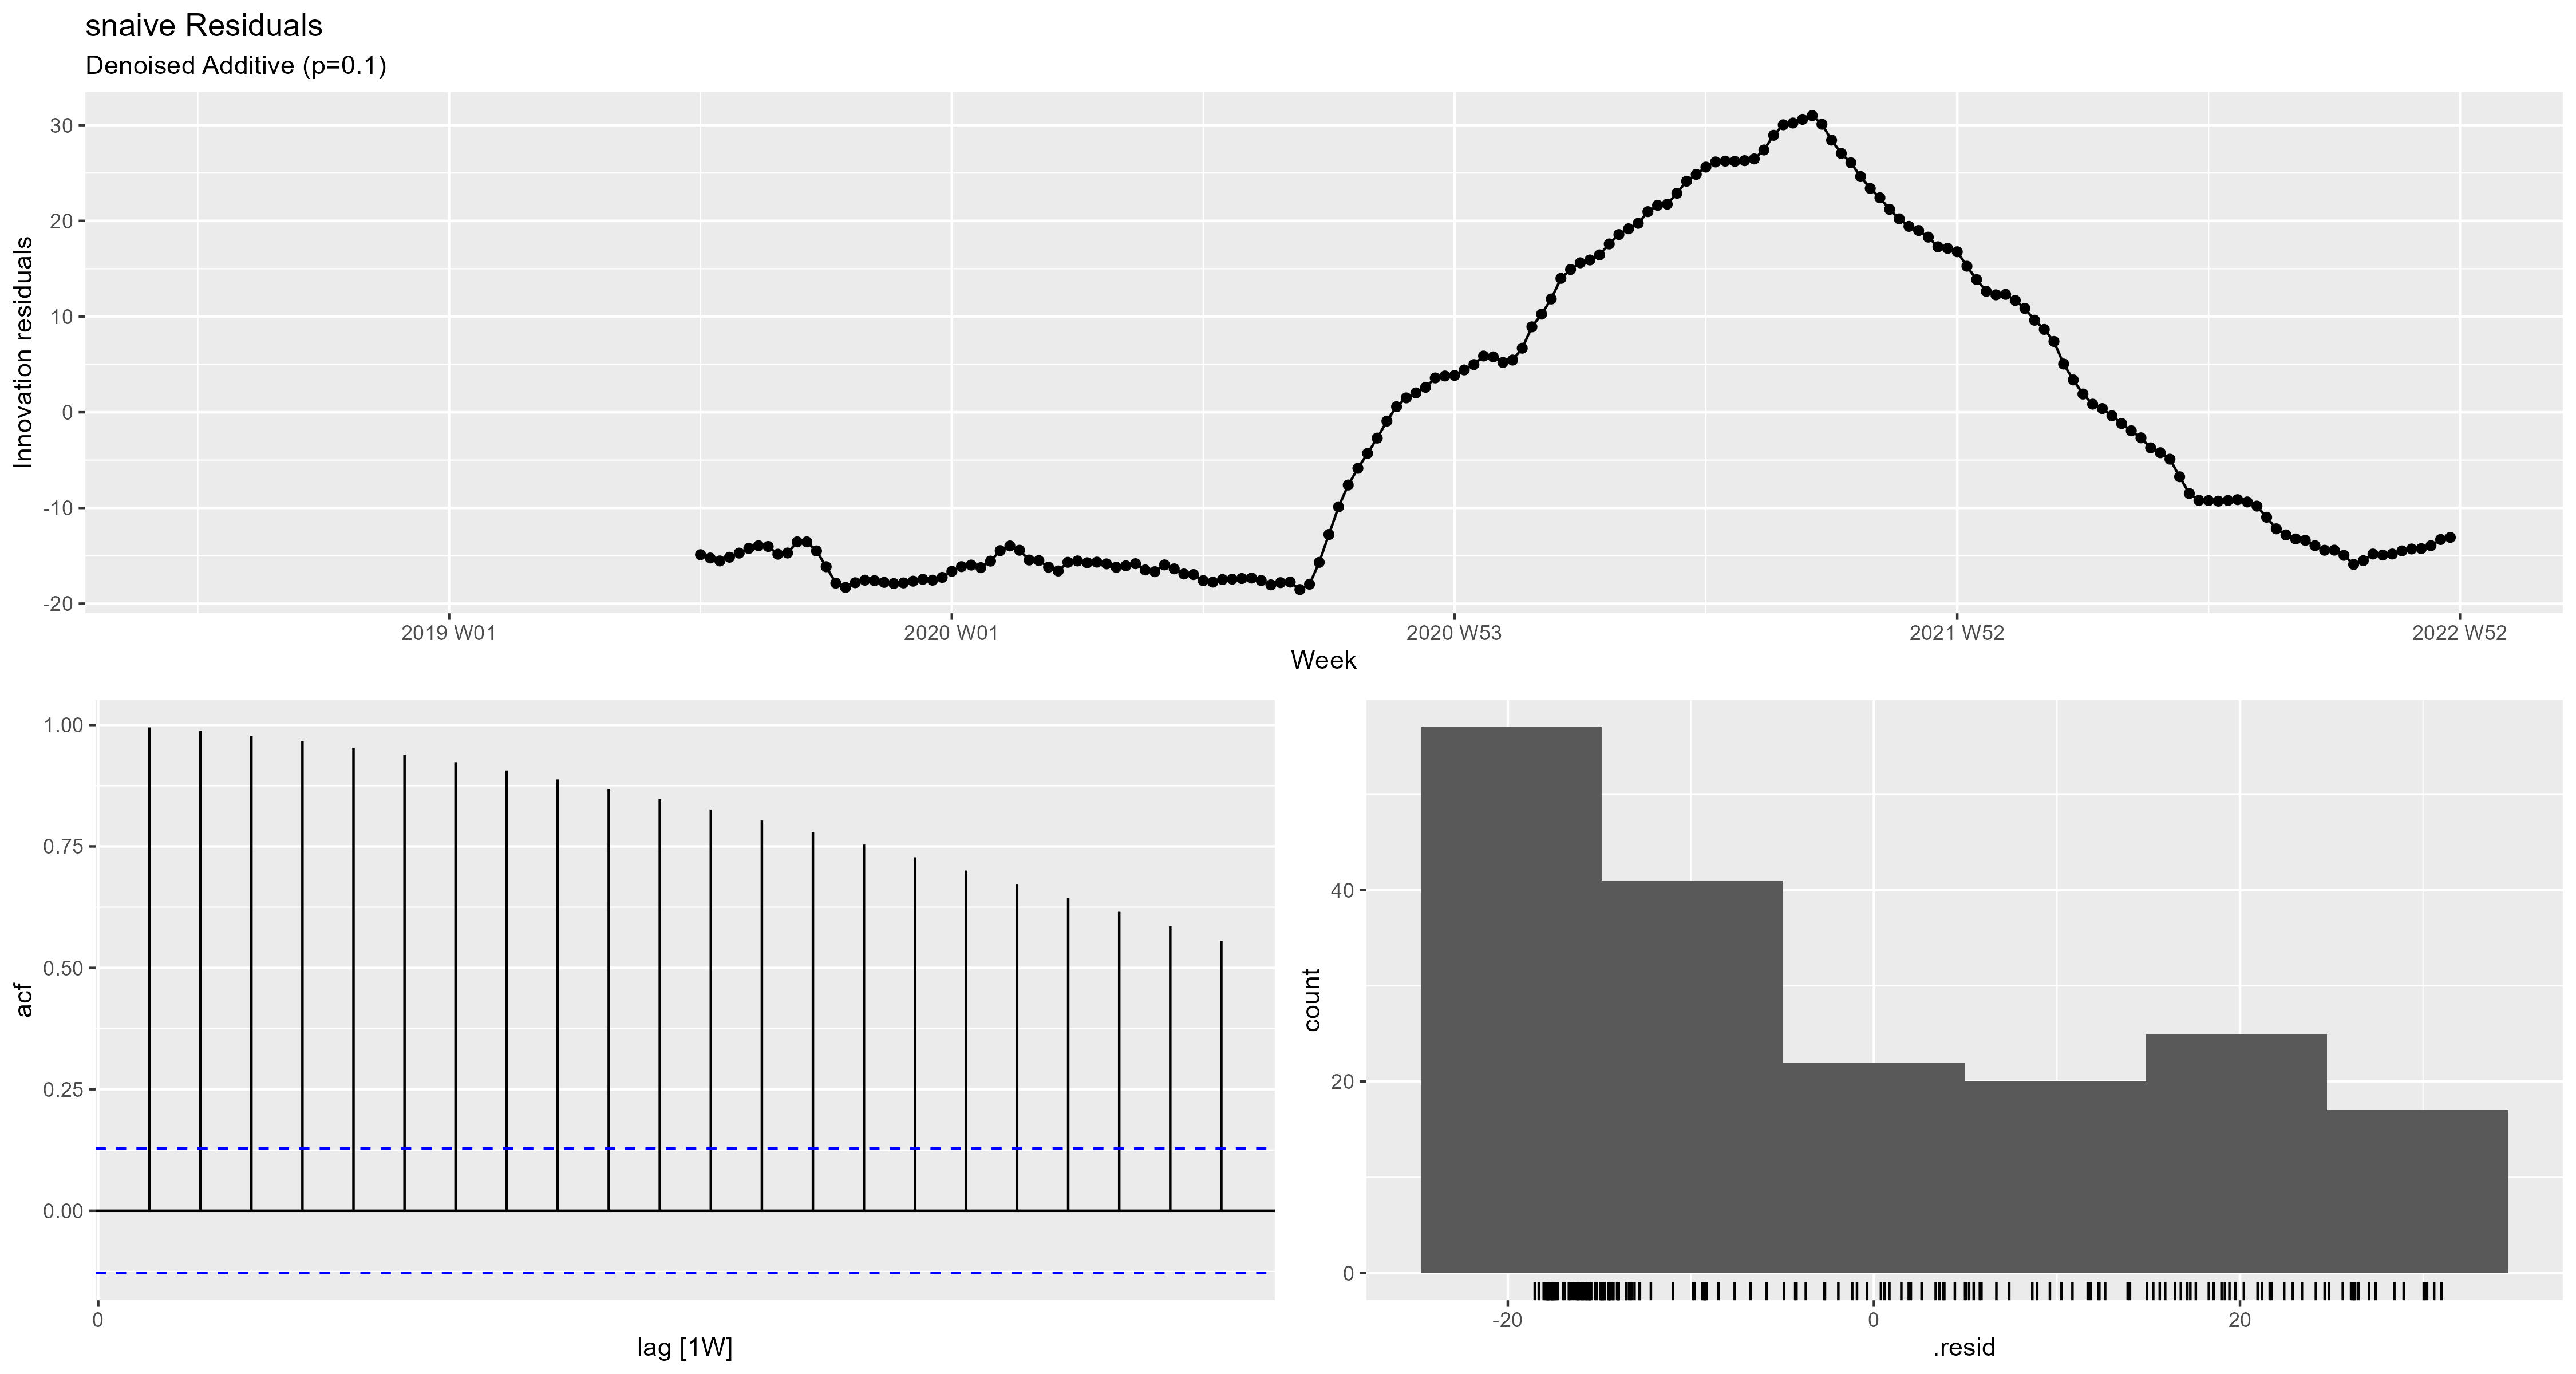 snaive Residuals
Denoised Additive (p=0.1)
Innovation residuals
30
20
10
0
-10
-20
2019 W01
2020 W01
2020 W53
2021 W52
2022 W52
Week
acf
1.00
0.75
0.50
0.25
0.00
0
lag [1W]
count
40
20
0
-20
0
20
.resid